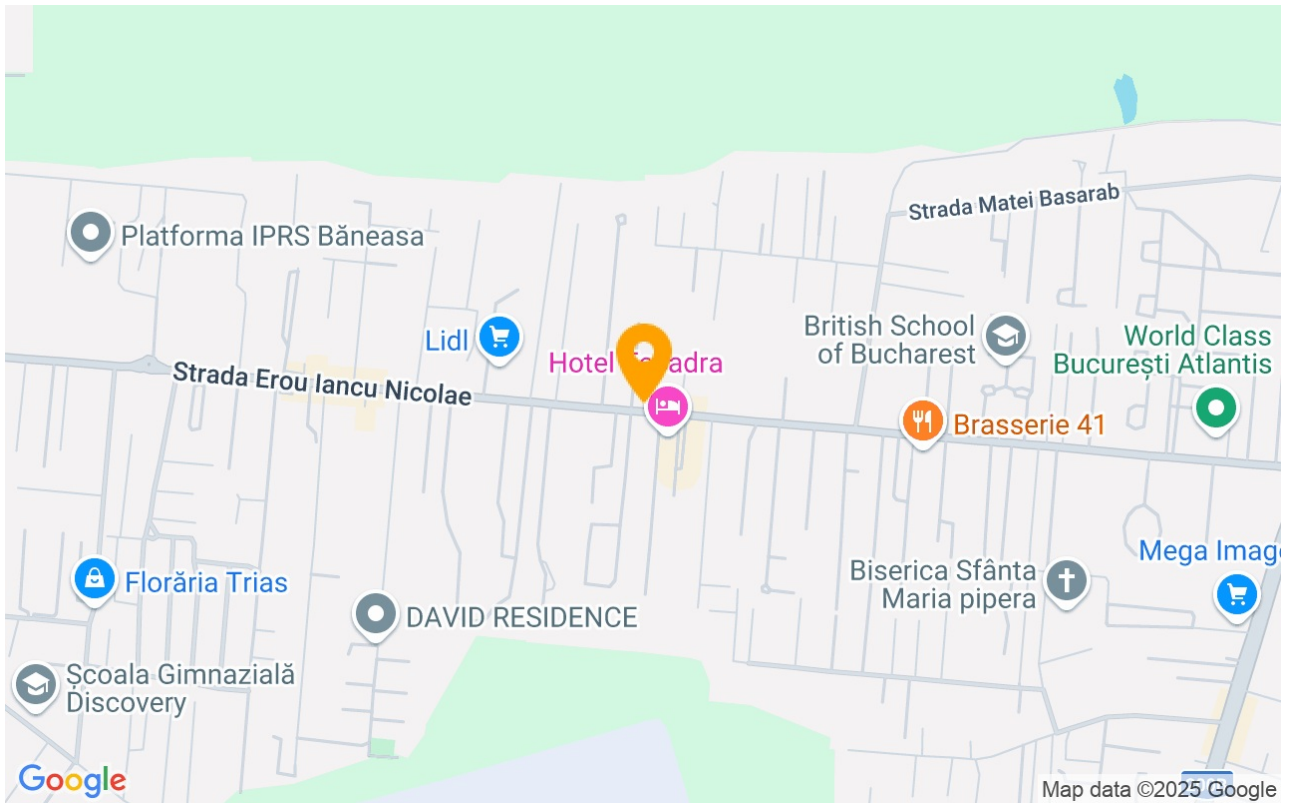 Strada Matei Basarab
Platforma IPRS Băneasa
British School
of Bucharest
Lidl
World Class
București Atlantis
Hotel
Strada Erou Iancu Nicolae
Brasserie 41
Mega Imag
Biserica Sfânta
Maria pipera
Florăria Trias
DAVID RESIDENCE
Școala Gimnazială
Discovery
Google
Map data ©2025 Google